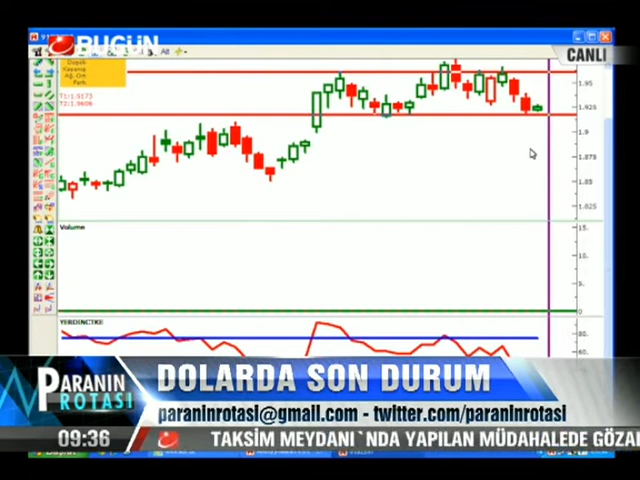 BUGÜN
CANLI
T1:1.9173
T2:1.9606
1.95
1.925
1.9
1.875
1.85
1.825
Volume
15.
10.
5.
0
80.
60.
PARANIN
ROTASI
DOLARDA SON DURUM
paraninrotasi@gmail.com - twitter.com/paraninrotasi
09:36
TAKSİM MEYDANI`NDA YAPILAN MÜDAHALEDE GÖZAL